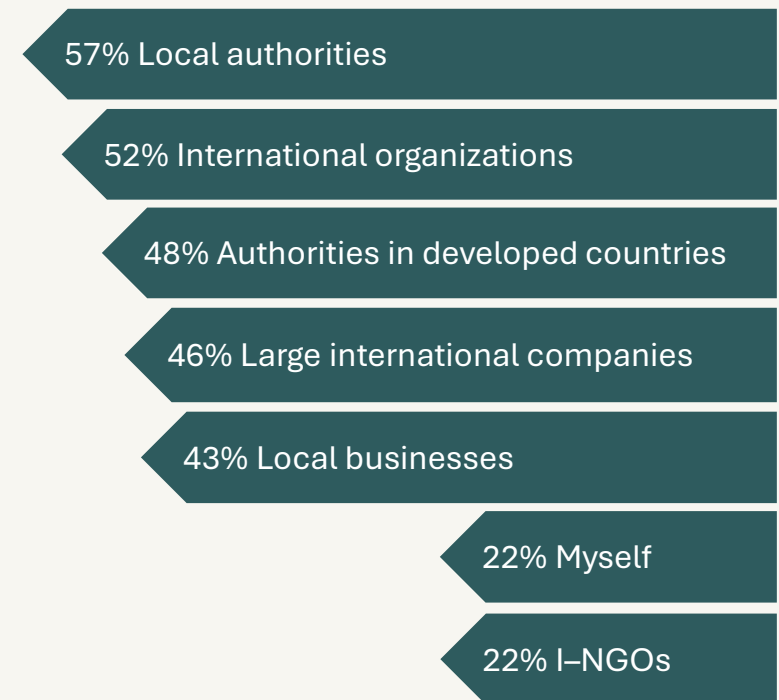 57% Local authorities
52% International organizations
48% Authorities in developed countries
46% Large international companies
43% Local businesses
22% Myself
22% I–NGOs